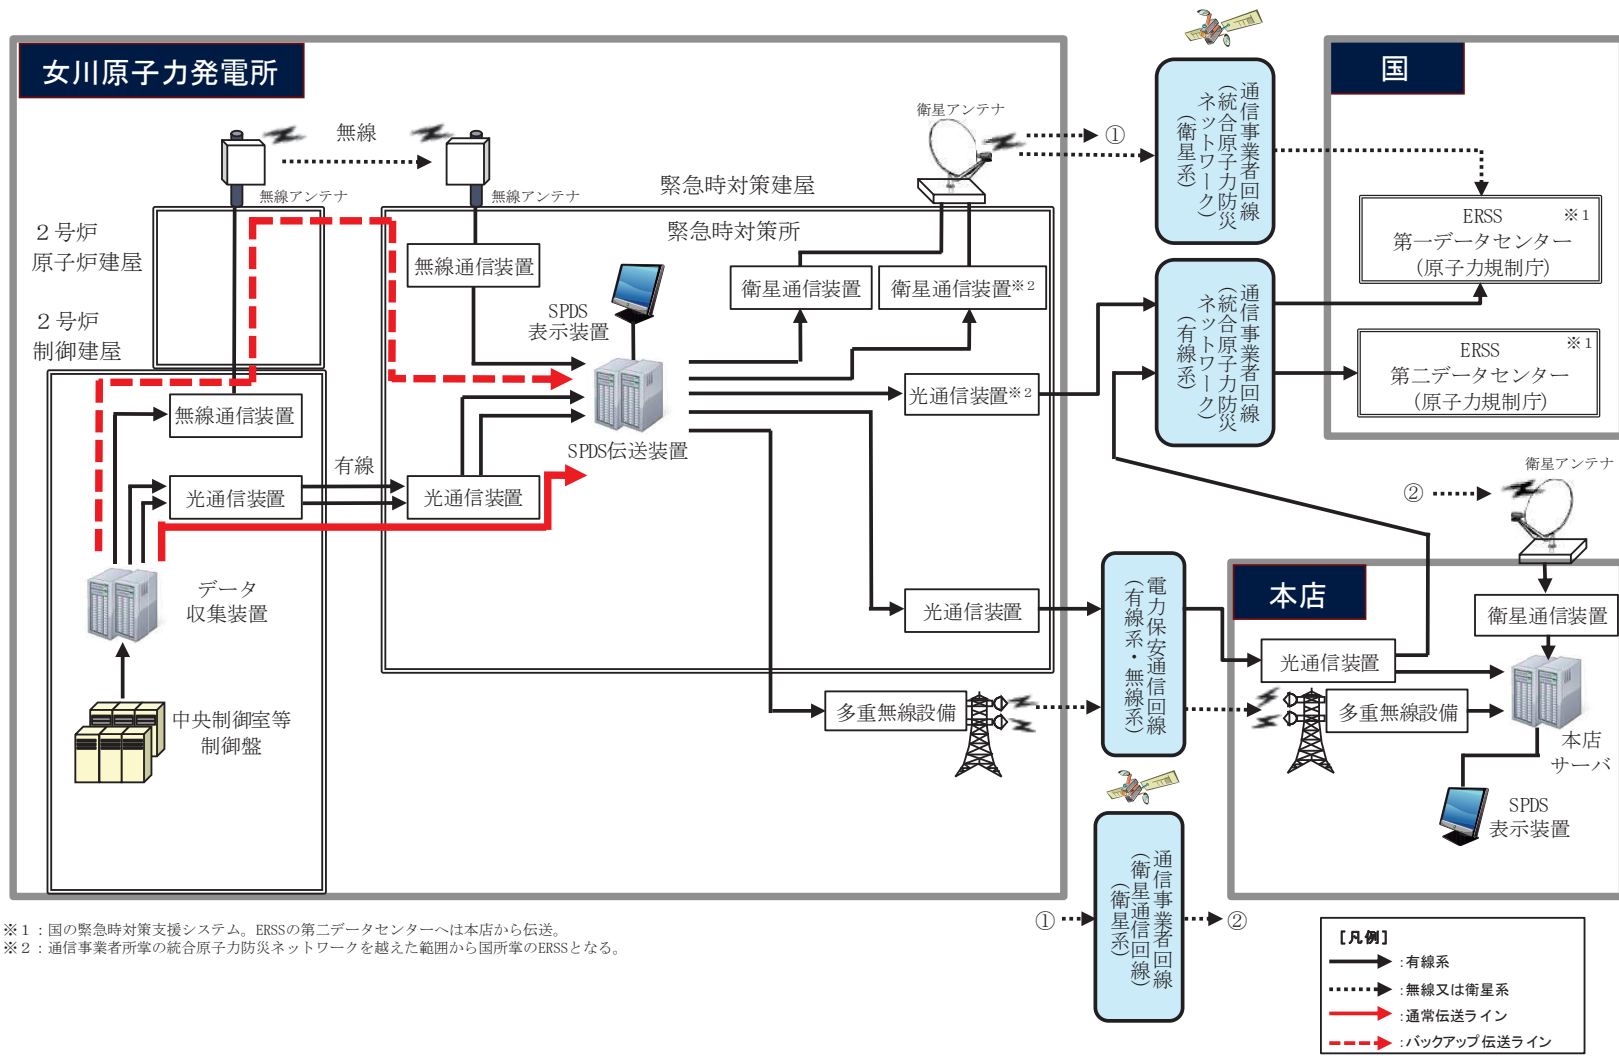 女川原子力発電所
国
無線
無線アンテナ
無線アンテナ
衛星アンテナ
①
緊急時対策建屋
緊急時対策所
２号炉
原子炉建屋
２号炉
制御建屋
無線通信装置
SPDS
表示装置
衛星通信装置
衛星通信装置※2
無線通信装置
光通信装置※2
SPDS伝送装置
有線
光通信装置
光通信装置
データ
収集装置
光通信装置
中央制御室等
制御盤
多重無線設備
通信事業者回線
(統合原子力防災
ネットワーク)
(衛星系)
通信事業者回線
(統合原子力防災
ネットワーク)
(有線系)
ERSS ※１
第一データセンター
(原子力規制庁)
ERSS ※１
第二データセンター
(原子力規制庁)
衛星アンテナ
②
本店
電力保安通信回線
(有線系・無線系)
衛星通信装置
光通信装置
多重無線設備
本店
サーバ
SPDS
表示装置
通信事業者回線
(衛星通信回線)
(衛星系)
①
②
※１：国の緊急時対策支援システム。ERSSの第二データセンターへは本店から伝送。
※２：通信事業者所掌の統合原子力防災ネットワークを越えた範囲から国所掌のERSSとなる。
[凡例]
:有線系
:無線又は衛星系
:通常伝送ライン
:バックアップ伝送ライン